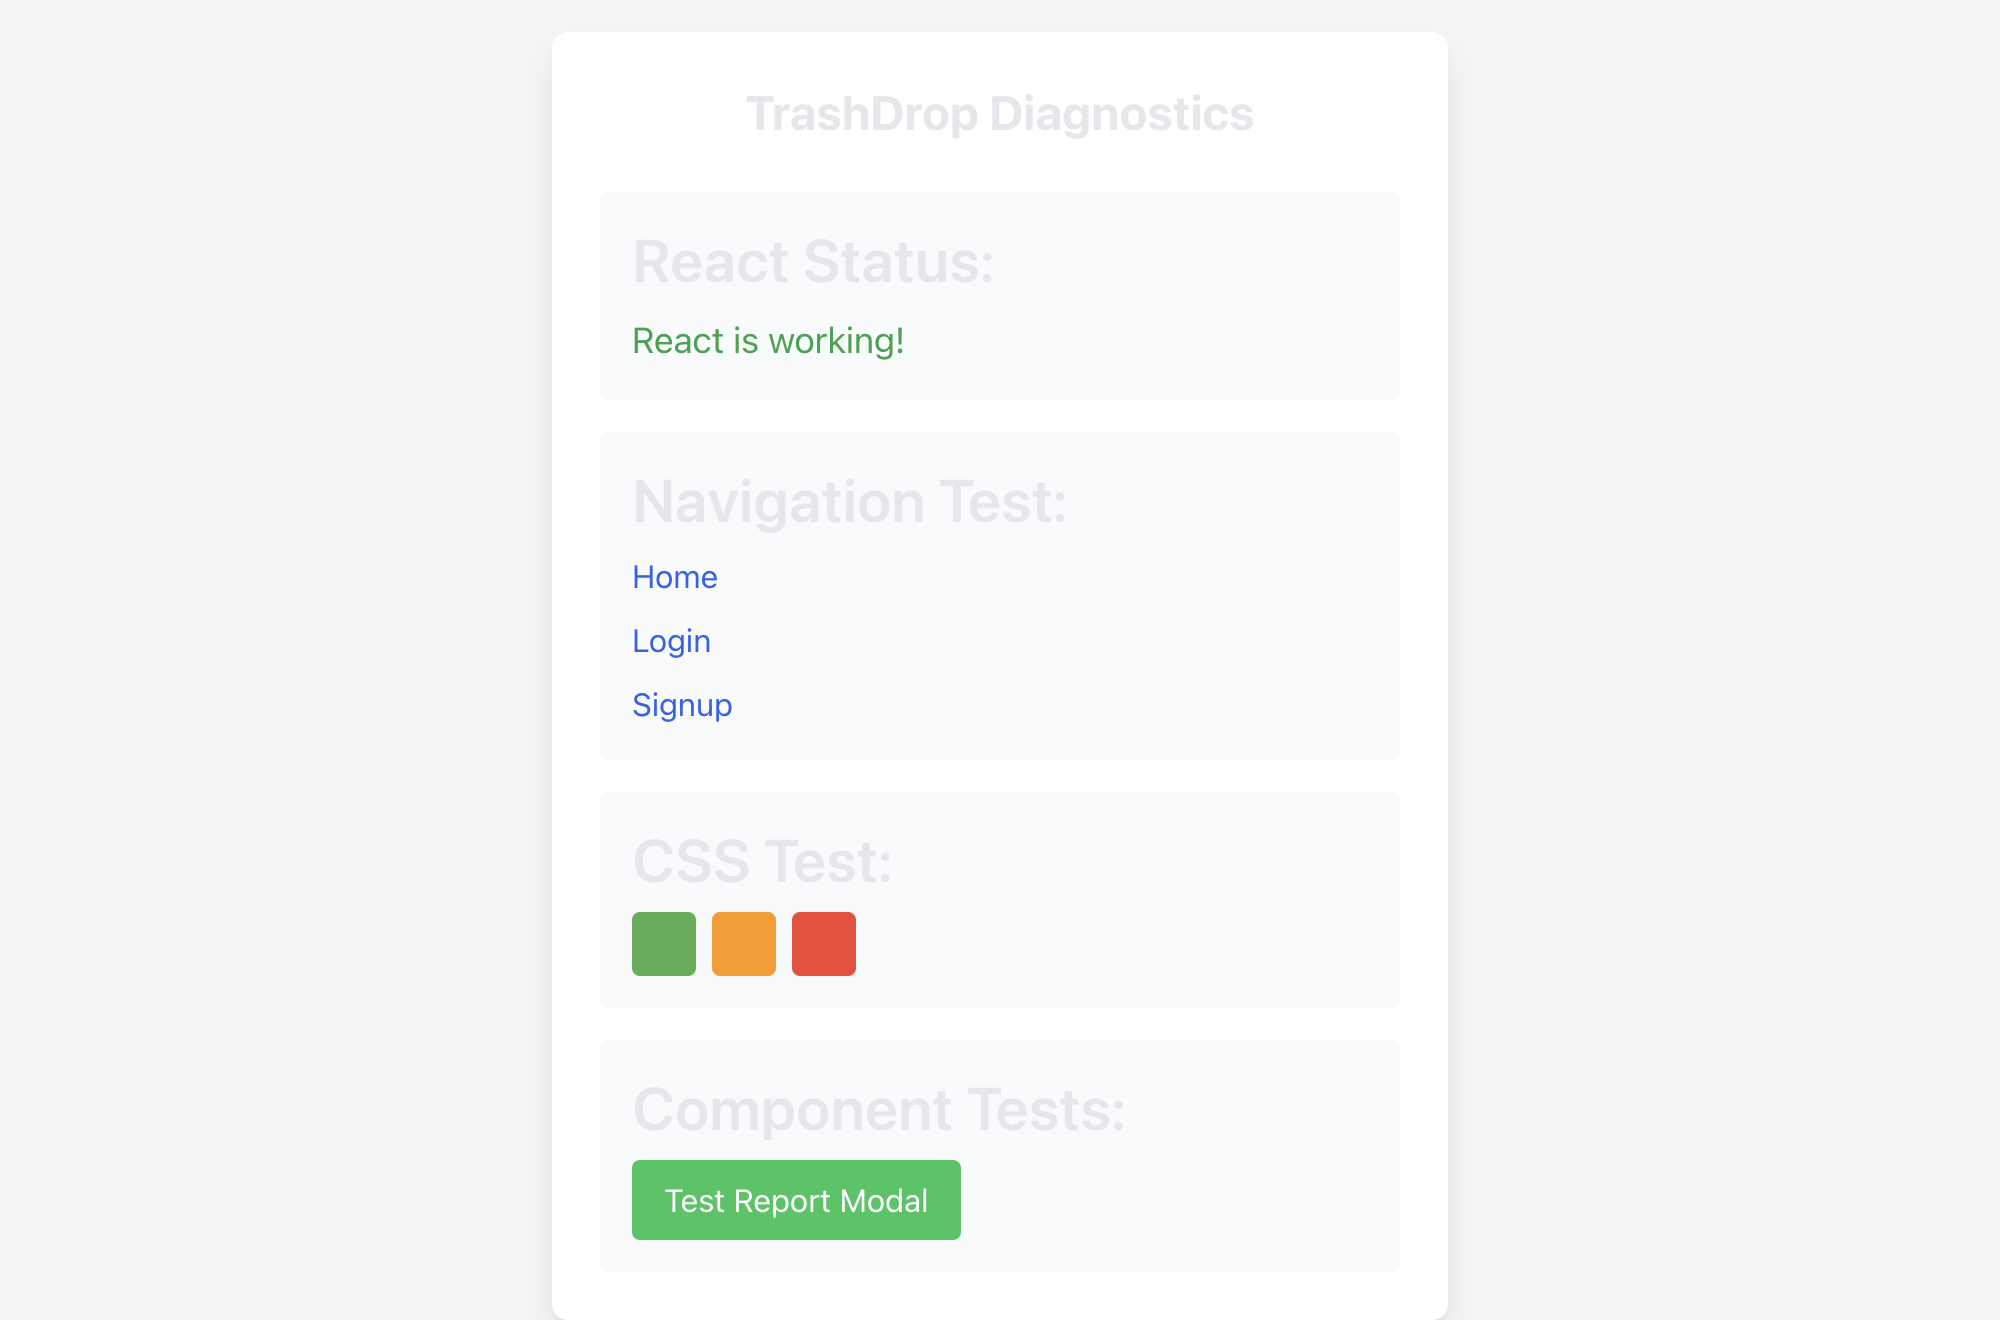 TrashDrop Diagnostics
React Status:
React is working!
Navigation Test:
Home
Login
Signup
CSS Test:
Component Tests:
Test Report Modal